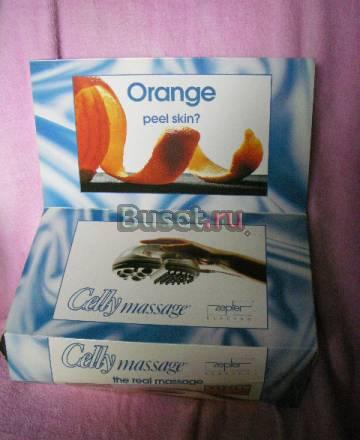 Orange
peel skin?
Buset.ru
Celly massage
zepter
Celly massage
zepter
the real massage